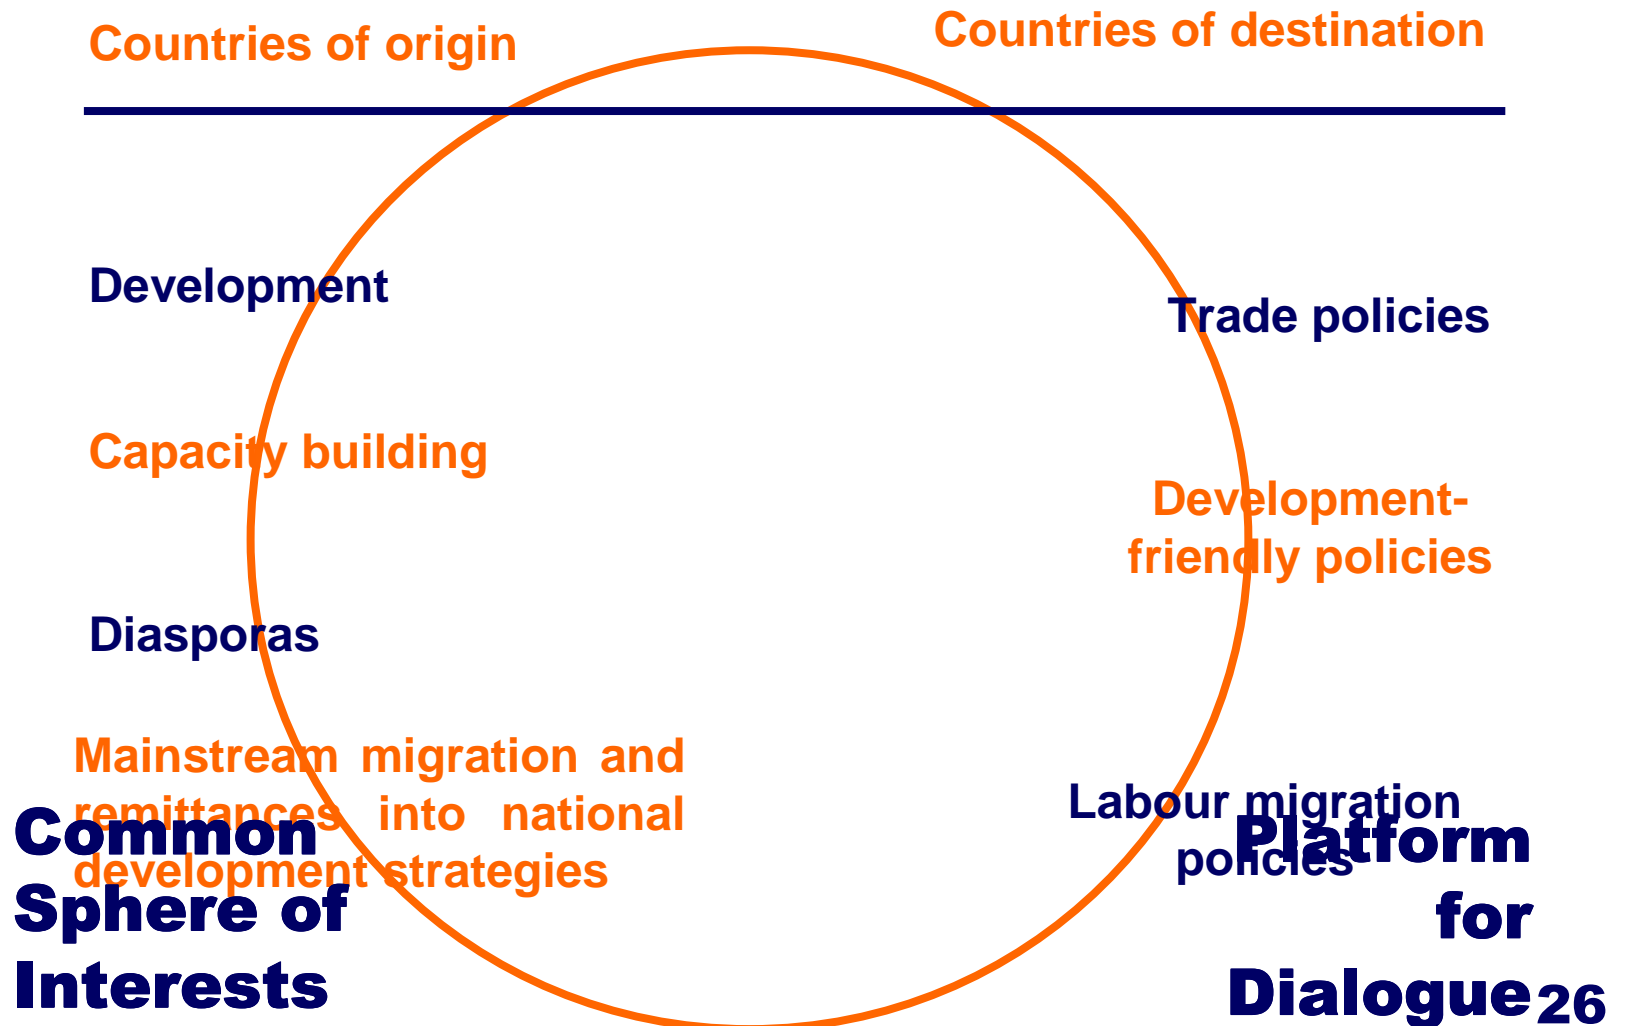 Countries of origin
Countries of destination
Development
Trade policies
Capacity building
Development-
friendly policies
Diasporas
Mainstream migration and
remittances into national
development strategies
Labour migration
policies
Common
Sphere of
Interests
Platform
for
Dialogue
26